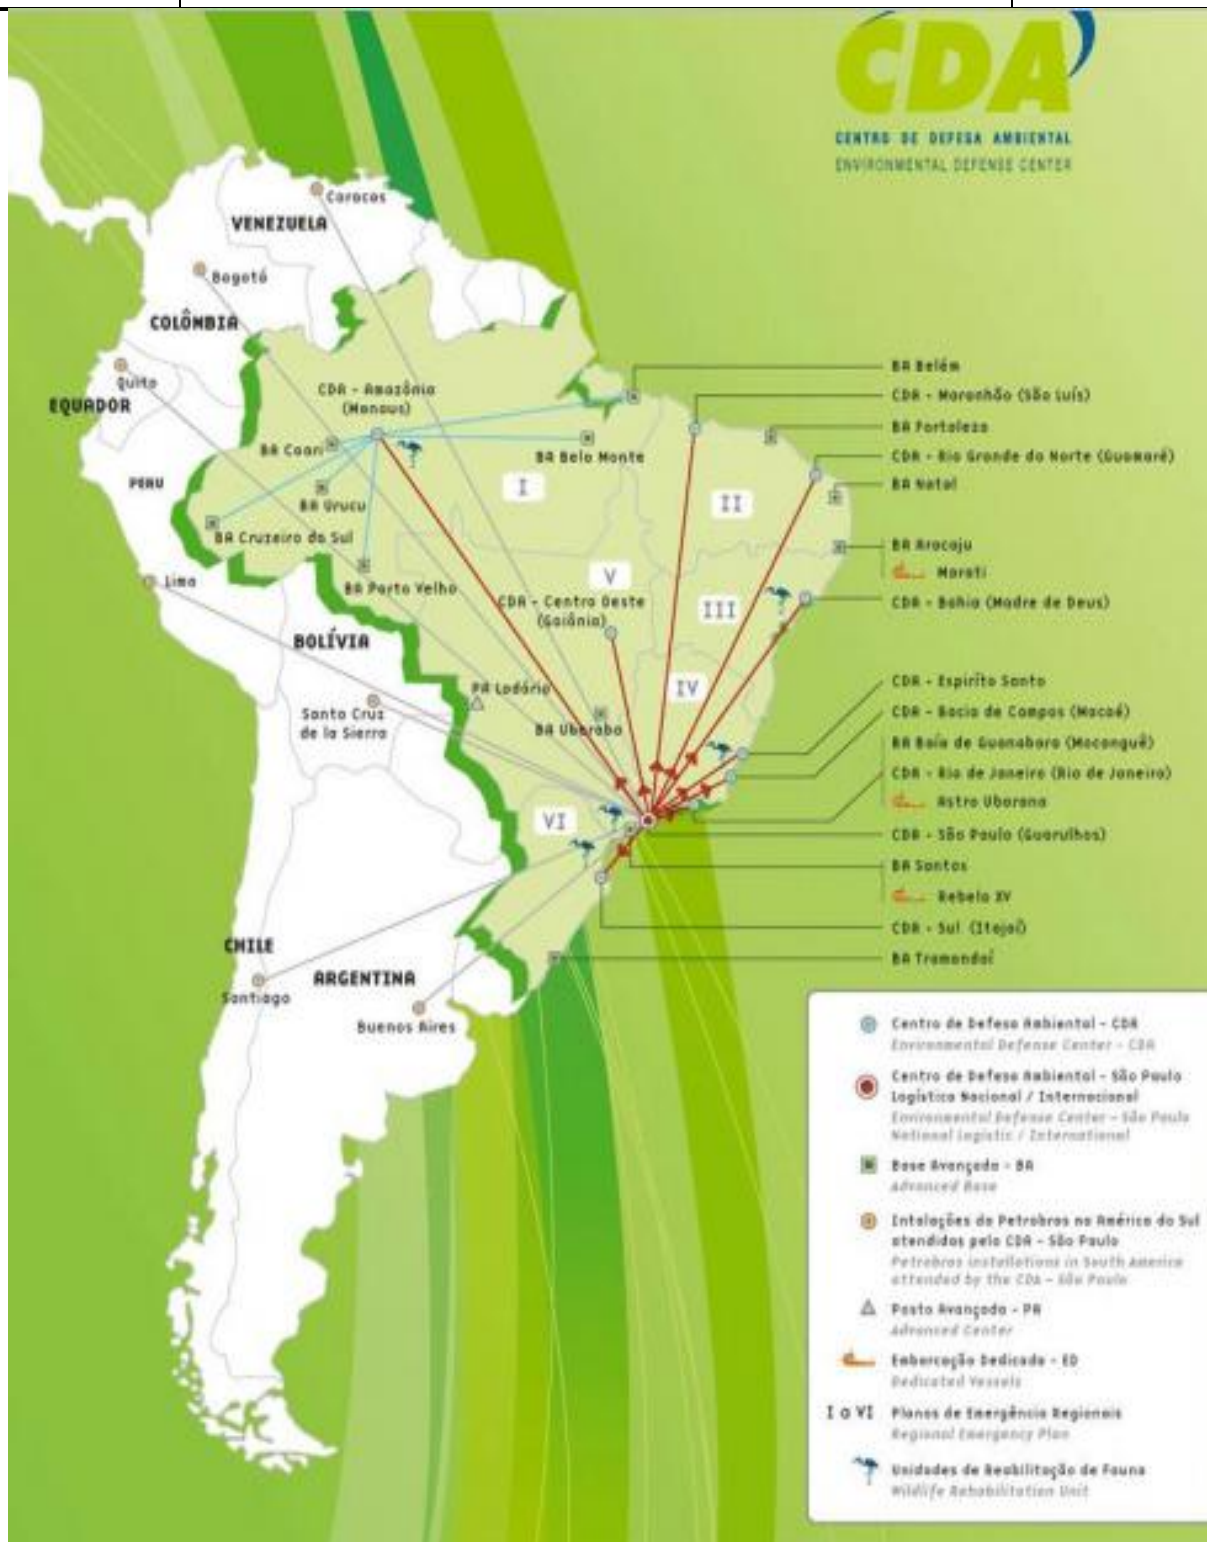 CDA
CENTRO DE DEFESA AMBIENTAL
ENVIRONMENTAL DEFENSE CENTER
Caracas
VENEZUELA
Bogotá
COLÔMBIA
Quito
EQUADOR
PERU
Lima
BOLÍVIA
Santa Cruz
de la Sierra
CHILE
Santiago
ARGENTINA
Buenos Aires
CDA - Amazônia
(Manaus)
BA Coari
BA Belo Monte
BA Urucu
BA Cruzeiro do Sul
BA Porto Velho
CDA - Centro Oeste
(Goiânia)
PA Ladário
BA Uberaba
I
II
III
IV
V
VI
BA Belém
CDA - Maranhão (São Luís)
BA Fortaleza
CDA - Rio Grande do Norte (Guamaré)
BA Natal
BA Aracaju
Marati
CDA - Bahia (Madre de Deus)
CDA - Espiríto Santo
CDA - Bacia de Campos (Macaé)
BA Baía de Guanabara (Mocanguê)
CDA - Rio de Janeiro (Rio de Janeiro)
Astro Ubarana
CDA - São Paulo (Guarulhos)
BA Santos
Rebelo XV
CDA - Sul (Itajaí)
BA Tramandaí
Centro de Defesa Ambiental - CDA
Environmental Defense Center - CDA
Centro de Defesa Ambiental - São Paulo
Logística Nacional / Internacional
Environmental Defense Center - São Paulo
National Logistic / International
Base Avançada - BA
Advanced Base
Intalações da Petrobras na América do Sul
atendidas pelo CDA - São Paulo
Petrobras installations in South America
attended by the CDA - São Paulo
Posto Avançado - PA
Advanced Center
Embarcação Dedicada - ED
Dedicated Vessels
I a VI Planos de Emergência Regionais
Regional Emergency Plan
Unidades de Reabilitação de Fauna
Wildlife Rehabilitation Unit